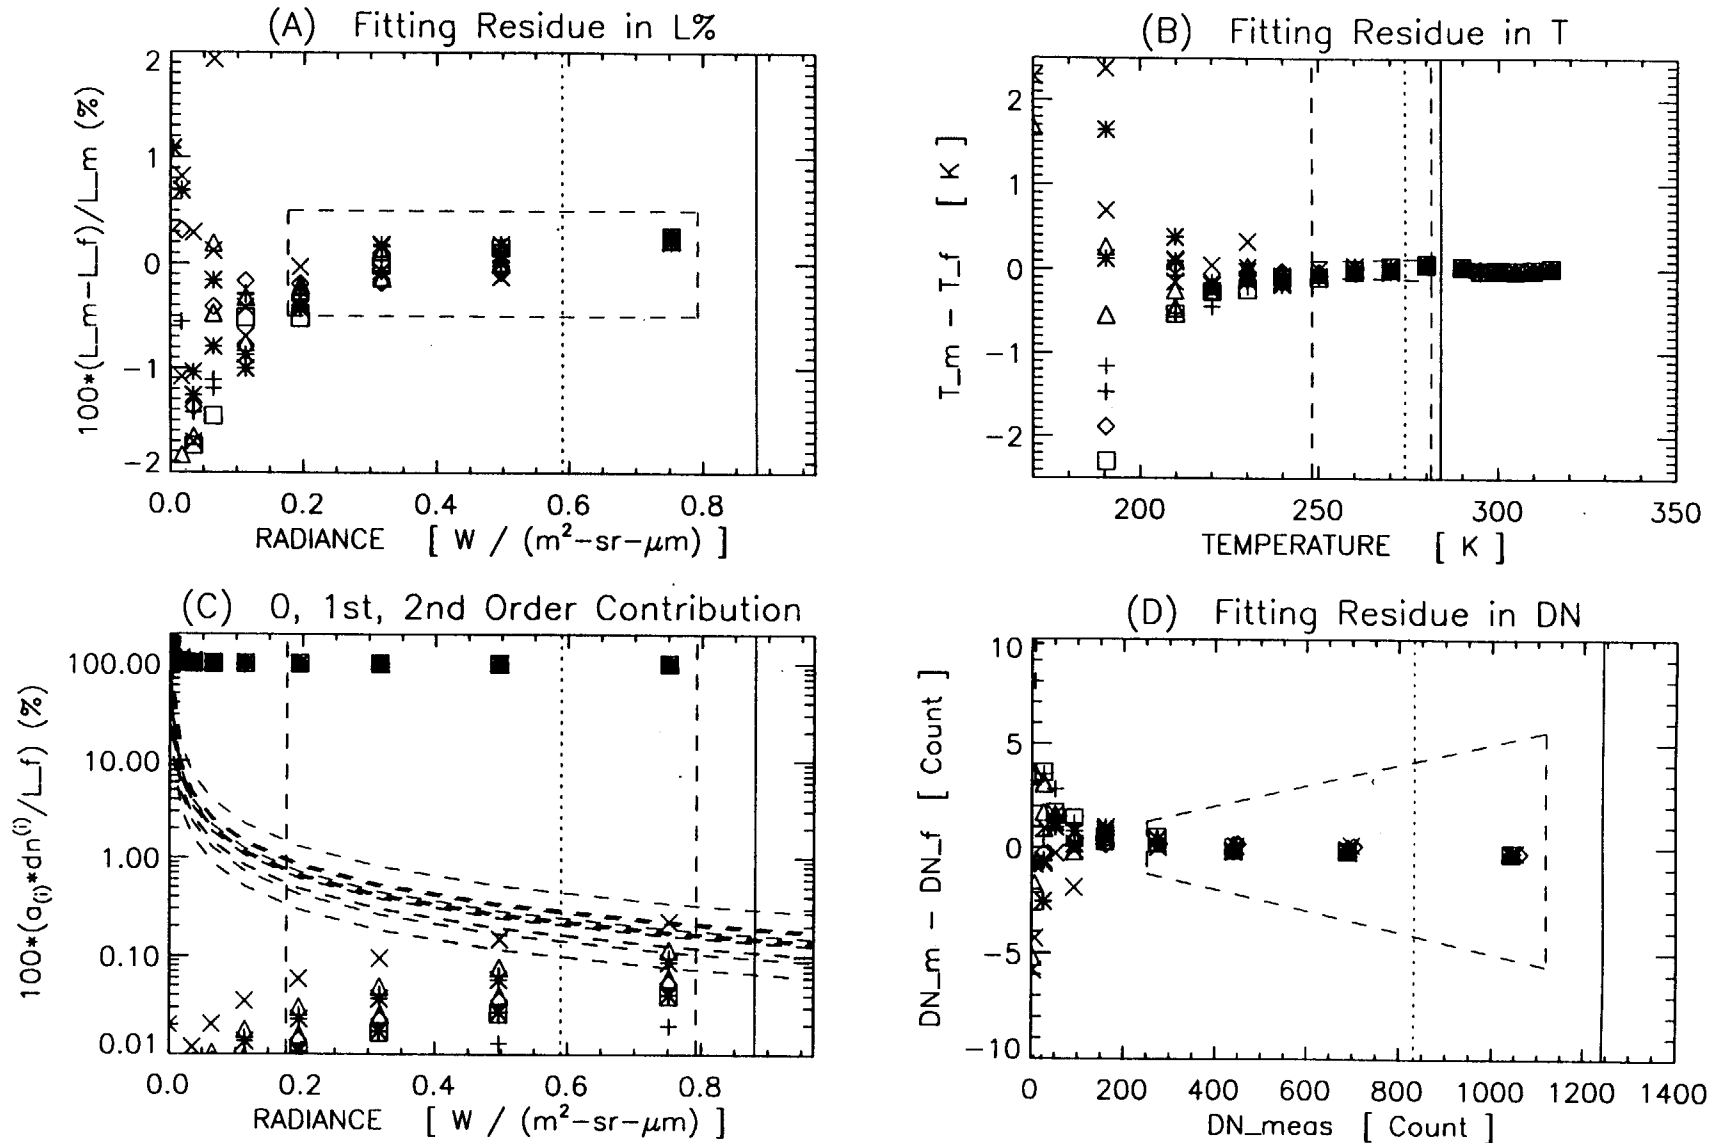 (A) Fitting Residue in L%
100*(L_m-L_f)/L_m (%)
2
1
0
-1
-2
0.0 0.2 0.4 0.6 0.8
RADIANCE [ W / (m²-sr-μm) ]
(B) Fitting Residue in T
T_m - T_f [ K ]
2
1
0
-1
-2
200 250 300 350
TEMPERATURE [ K ]
(C) 0, 1st, 2nd Order Contribution
100*(a(i)*dn(i)/L_f) (%)
100.00
10.00
1.00
0.10
0.01
0.0 0.2 0.4 0.6 0.8
RADIANCE [ W / (m²-sr-μm) ]
(D) Fitting Residue in DN
DN_m - DN_f [ Count ]
10
5
0
-5
-10
0 200 400 600 800 1000 1200 1400
DN_meas [ Count ]